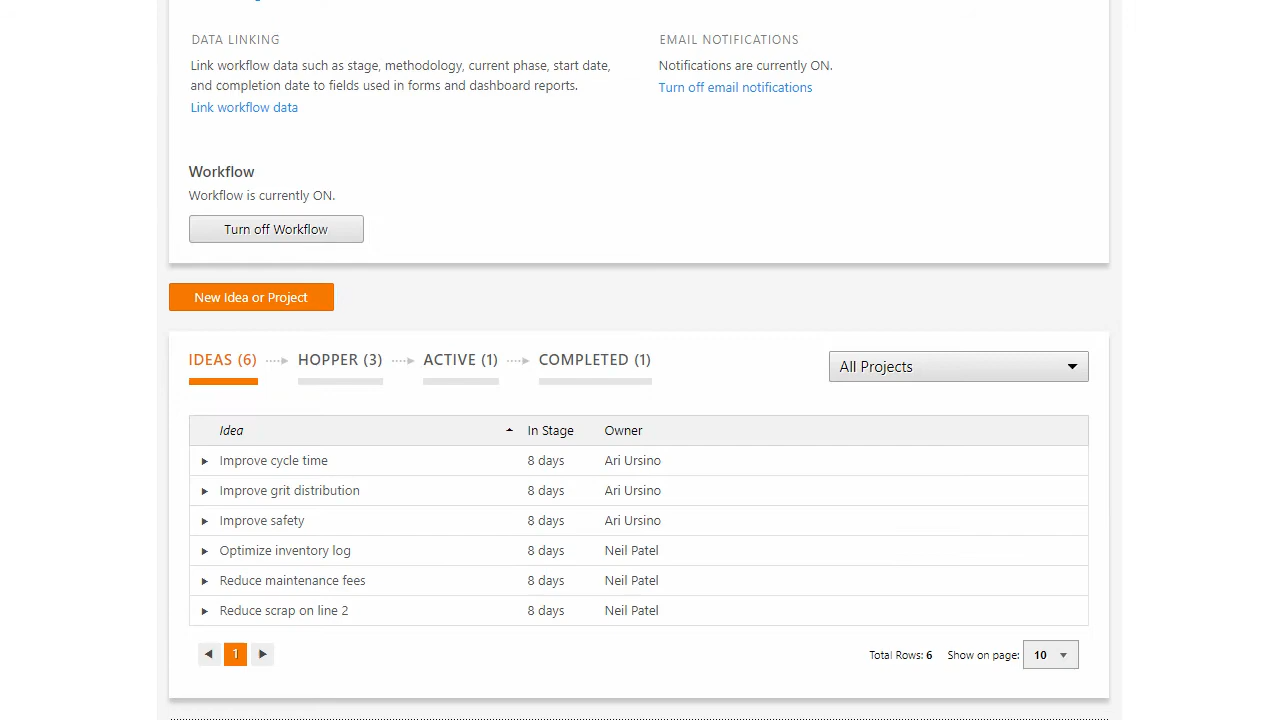 DATA LINKING
Link workflow data such as stage, methodology, current phase, start date,
and completion date to fields used in forms and dashboard reports.
Link workflow data
EMAIL NOTIFICATIONS
Notifications are currently ON.
Turn off email notifications
Workflow
Workflow is currently ON.
Turn off Workflow
New Idea or Project
IDEAS (6) HOPPER (3) ACTIVE (1) COMPLETED (1) All Projects
Idea In Stage Owner
Improve cycle time 8 days Ari Ursino
Improve grit distribution 8 days Ari Ursino
Improve safety 8 days Ari Ursino
Optimize inventory log 8 days Neil Patel
Reduce maintenance fees 8 days Neil Patel
Reduce scrap on line 2 8 days Neil Patel
1 Total Rows: 6 Show on page: 10